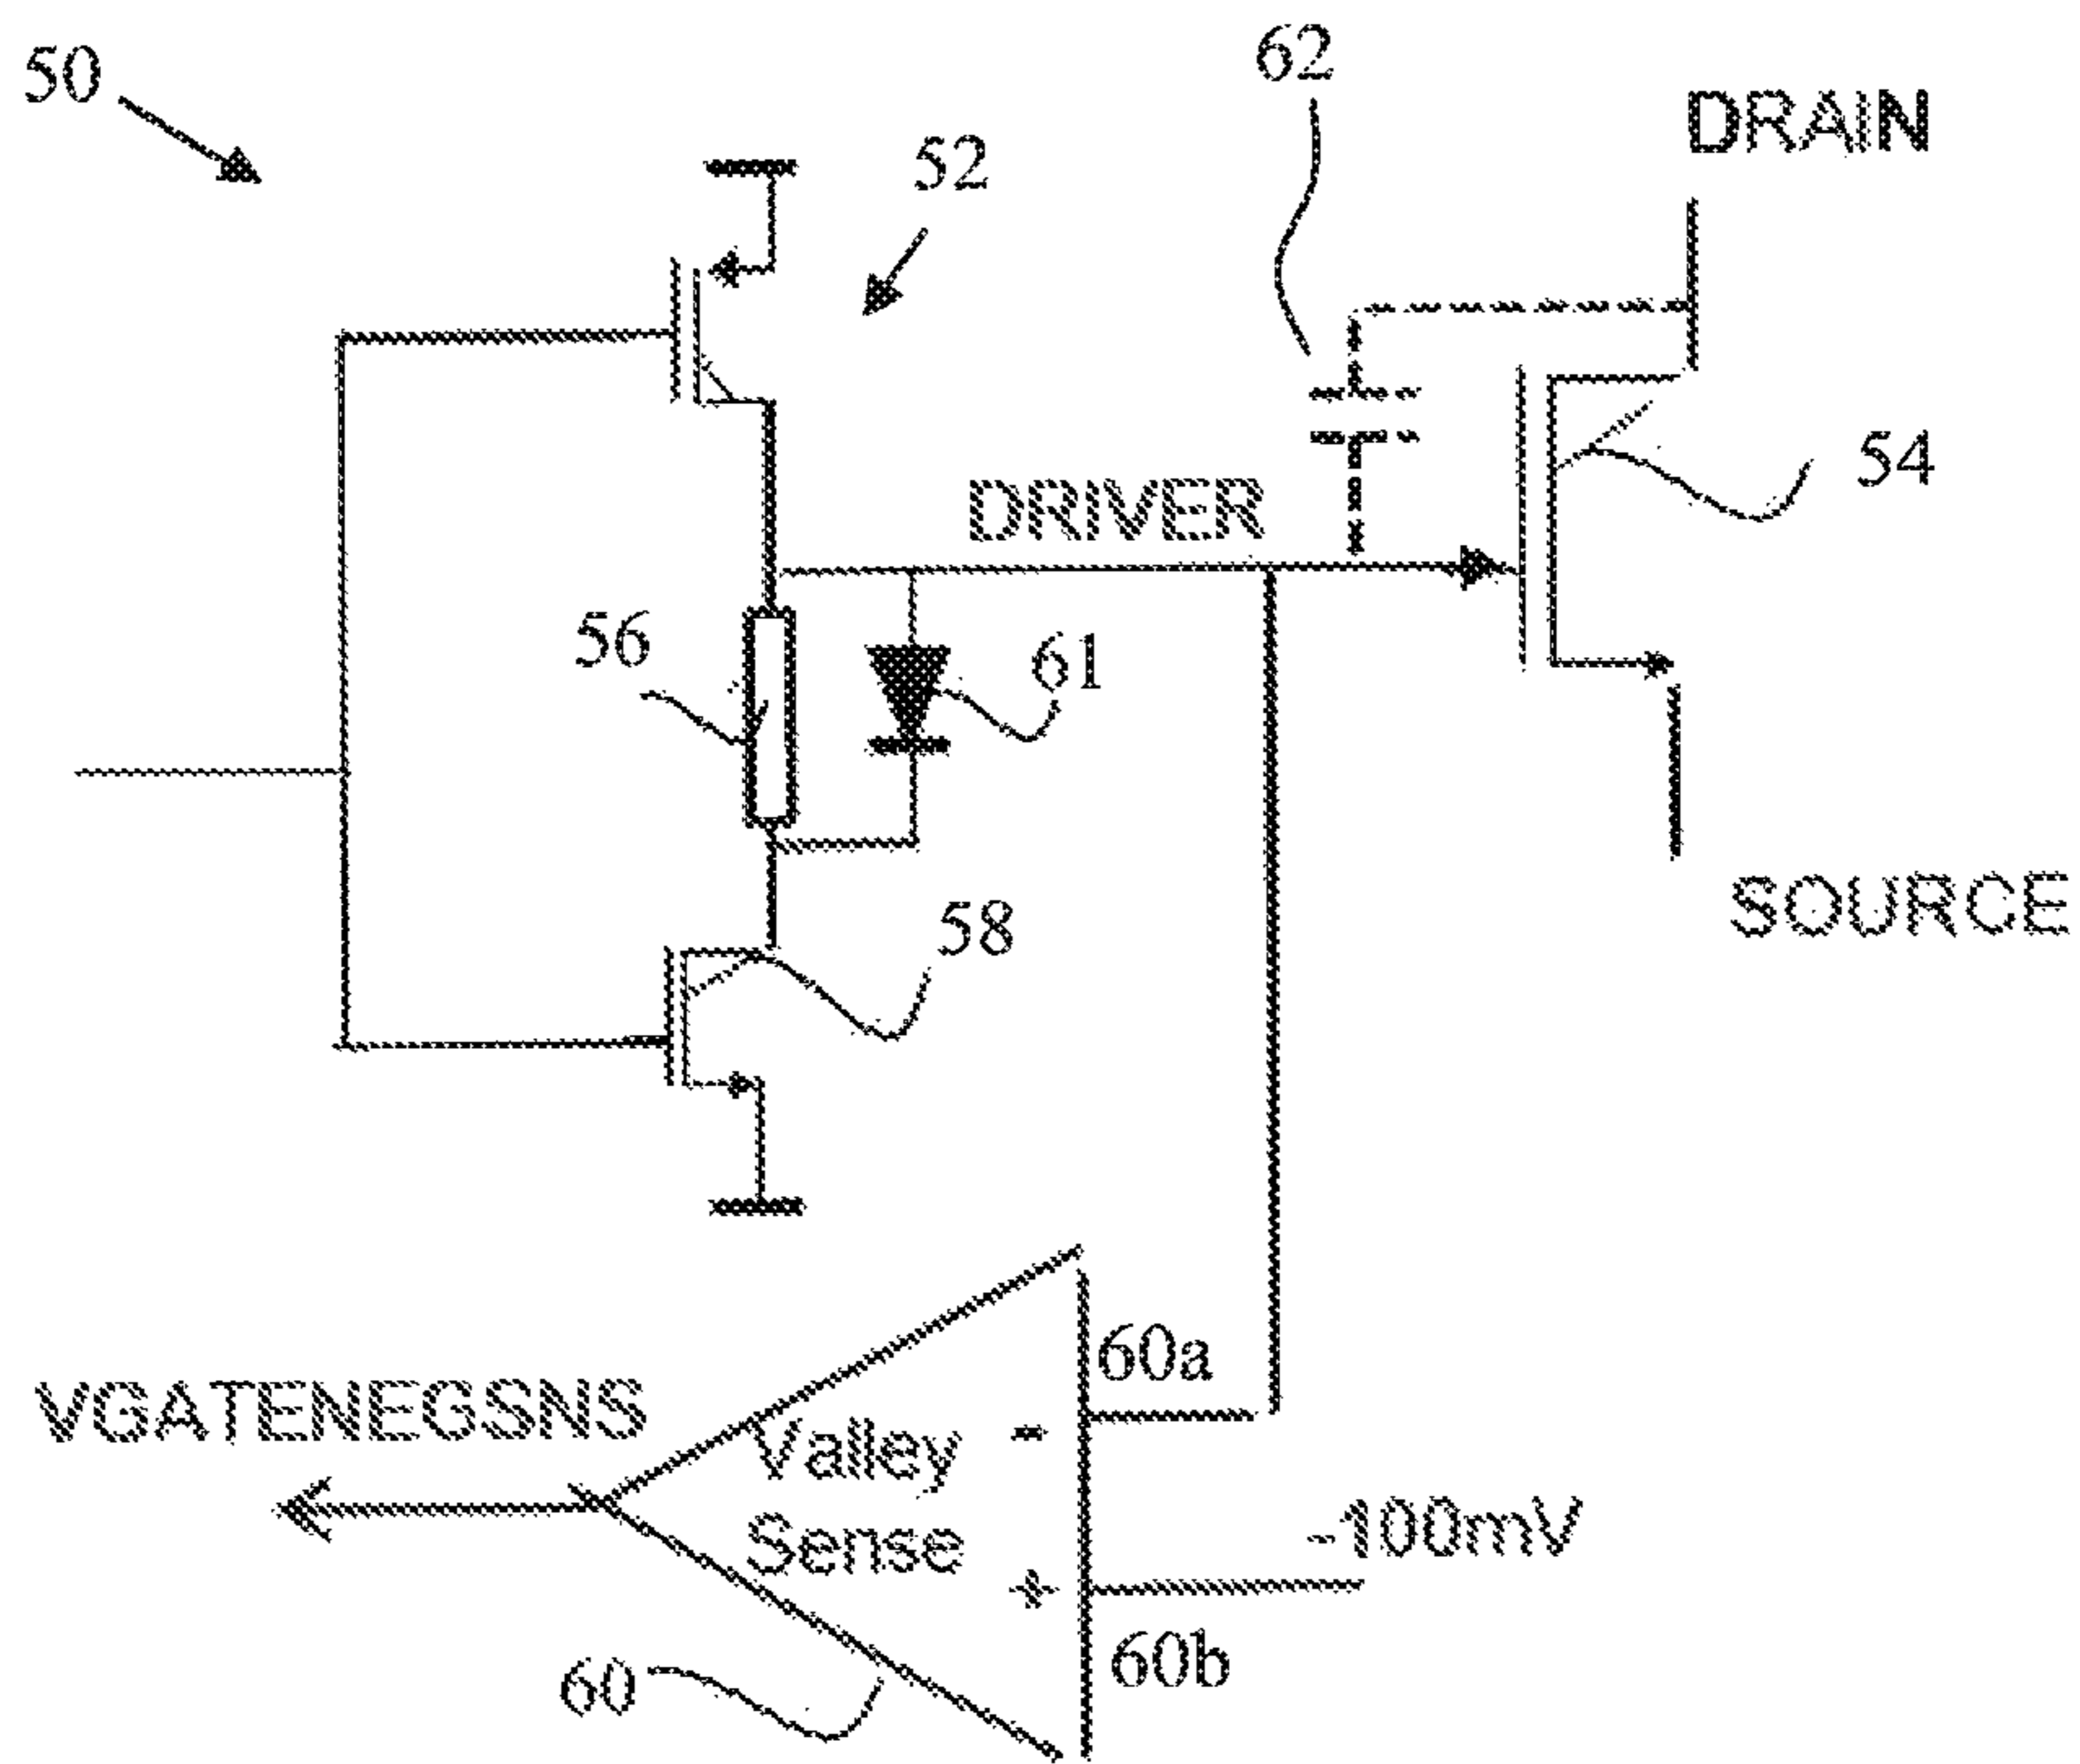 50
62
DRAIN
52
54
DRIVER
56
61
58
SOURCE
60a
VGATENEGSNS
Valley
Sense
-
-100mV
+
60b
60